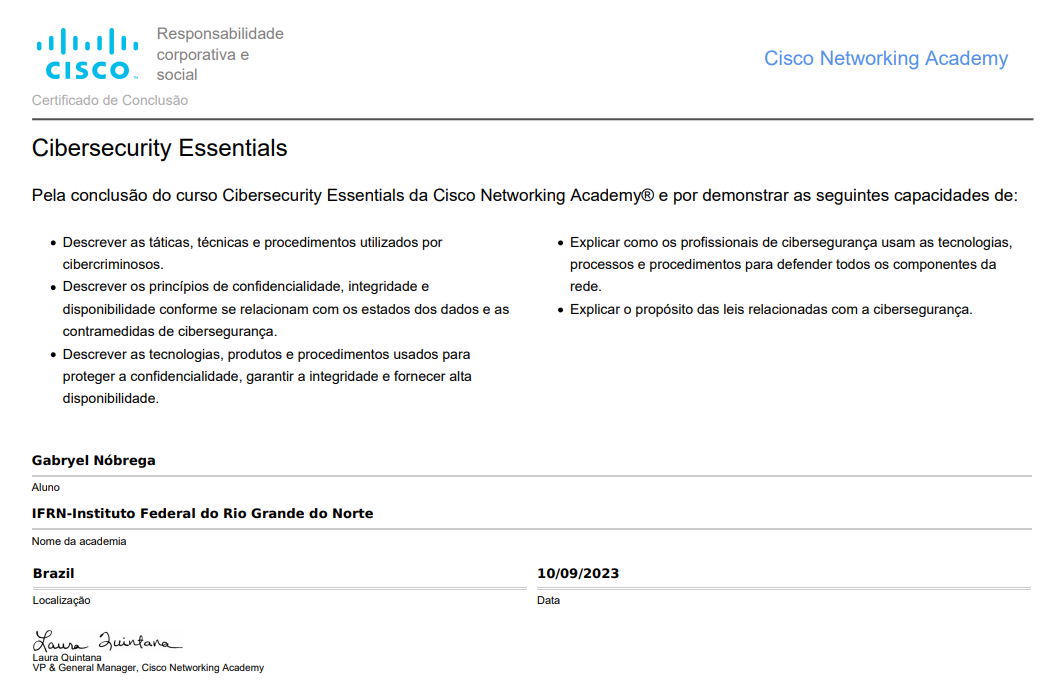 CISCO
Responsabilidade
corporativa e
social
Cisco Networking Academy
Certificado de Conclusão
Cibersecurity Essentials
Pela conclusão do curso Cibersecurity Essentials da Cisco Networking Academy® e por demonstrar as seguintes capacidades de:
• Descrever as táticas, técnicas e procedimentos utilizados por
cibercriminosos.
• Descrever os princípios de confidencialidade, integridade e
disponibilidade conforme se relacionam com os estados dos dados e as
contramedidas de cibersegurança.
• Descrever as tecnologias, produtos e procedimentos usados para
proteger a confidencialidade, garantir a integridade e fornecer alta
disponibilidade.
• Explicar como os profissionais de cibersegurança usam as tecnologias,
processos e procedimentos para defender todos os componentes da
rede.
• Explicar o propósito das leis relacionadas com a cibersegurança.
Gabryel Nóbrega
Aluno
IFRN-Instituto Federal do Rio Grande do Norte
Nome da academia
Brazil
Localização
10/09/2023
Data
Laura Quintana
Laura Quintana
VP & General Manager, Cisco Networking Academy